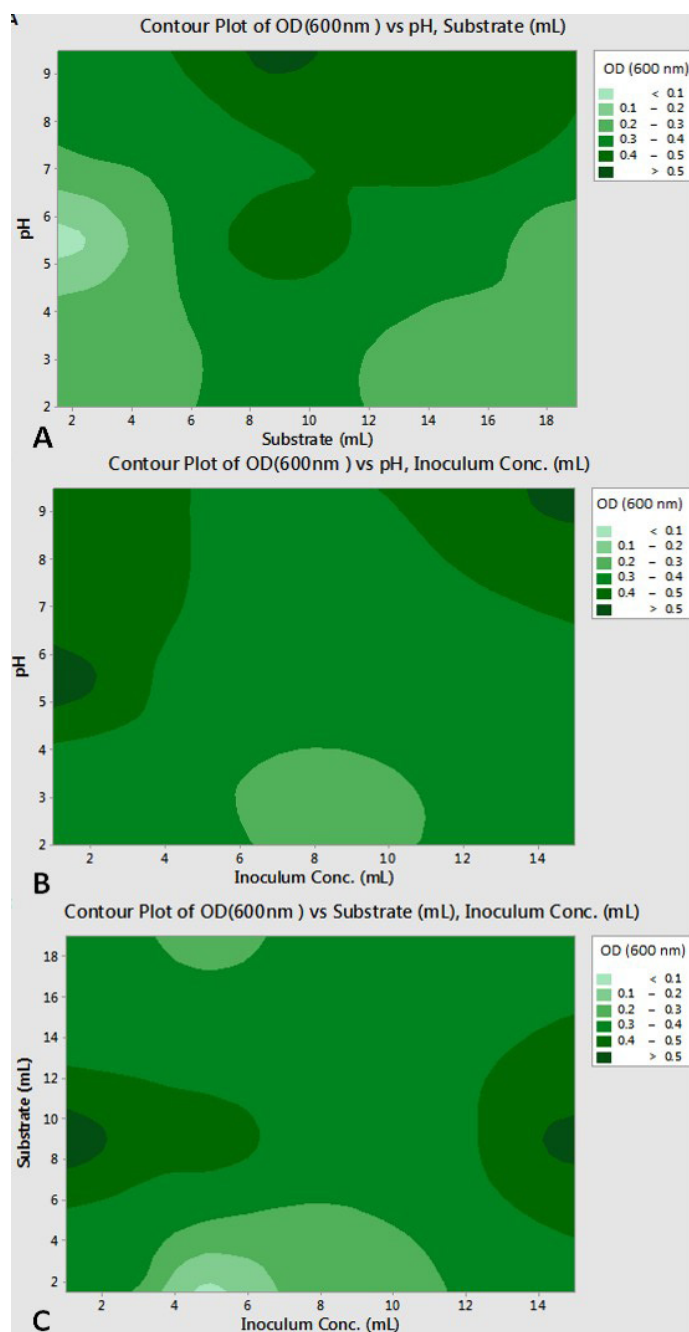 A
Contour Plot of OD(600nm ) vs pH, Substrate (mL)
OD (600 nm)
< 0.1
0.1 – 0.2
0.2 – 0.3
0.3 – 0.4
0.4 – 0.5
> 0.5
pH
9
8
7
6
5
4
3
2
2 4 6 8 10 12 14 16 18
Substrate (mL)
A
Contour Plot of OD(600nm ) vs pH, Inoculum Conc. (mL)
OD (600 nm)
< 0.1
0.1 – 0.2
0.2 – 0.3
0.3 – 0.4
0.4 – 0.5
> 0.5
pH
9
8
7
6
5
4
3
2
2 4 6 8 10 12 14
Inoculum Conc. (mL)
B
Contour Plot of OD(600nm ) vs Substrate (mL), Inoculum Conc. (mL)
OD (600 nm)
< 0.1
0.1 – 0.2
0.2 – 0.3
0.3 – 0.4
0.4 – 0.5
> 0.5
Substrate (mL)
18
16
14
12
10
8
6
4
2
2 4 6 8 10 12 14
Inoculum Conc. (mL)
C